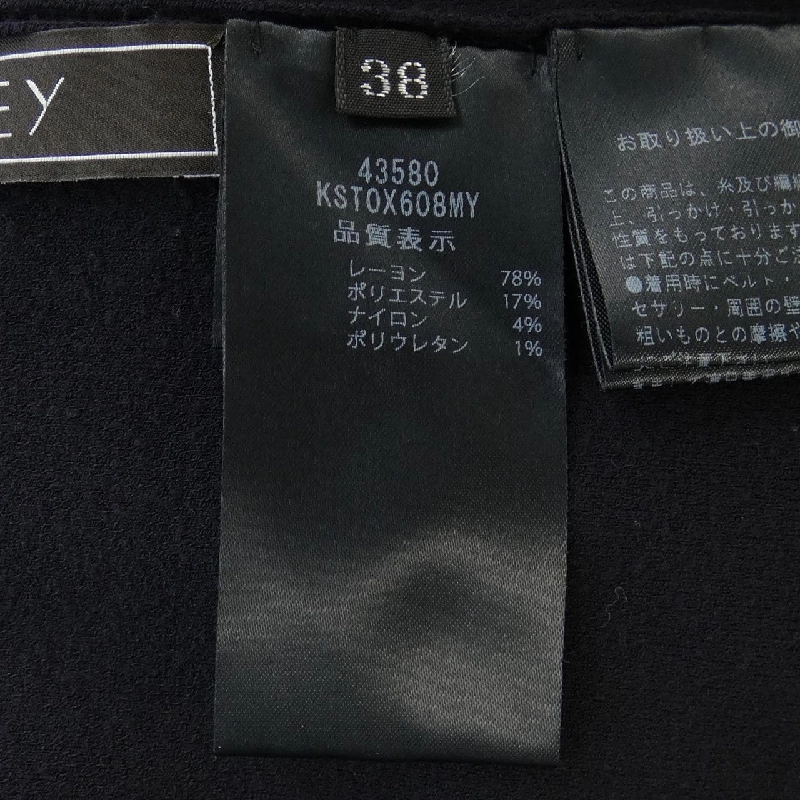 EY
38
43580
KSTOX608MY
品質表示
レーヨン 78%
ポリエステル 17%
ナイロン 4%
ポリウレタン 1%
お取り扱い上の御
この商品は、糸及び編組
上、引っかけ・引っか
性質をもっております
は下記の点に十分ご注
●着用時にベルト・
セサリー・周囲の壁
粗いものとの摩擦や